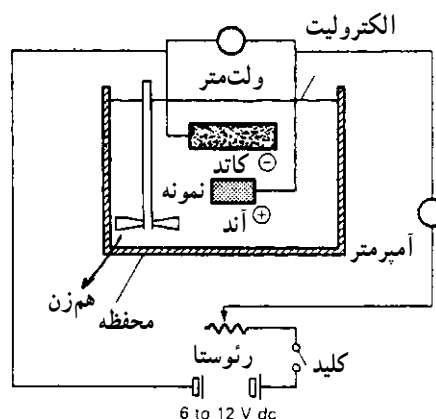 الکترولیت
ولت‌متر
کاتد ⊖
نمونه
آند ⊕
آمپرمتر
هم‌زن
محفظه
رئوستا
کلید
6 to 12 V dc